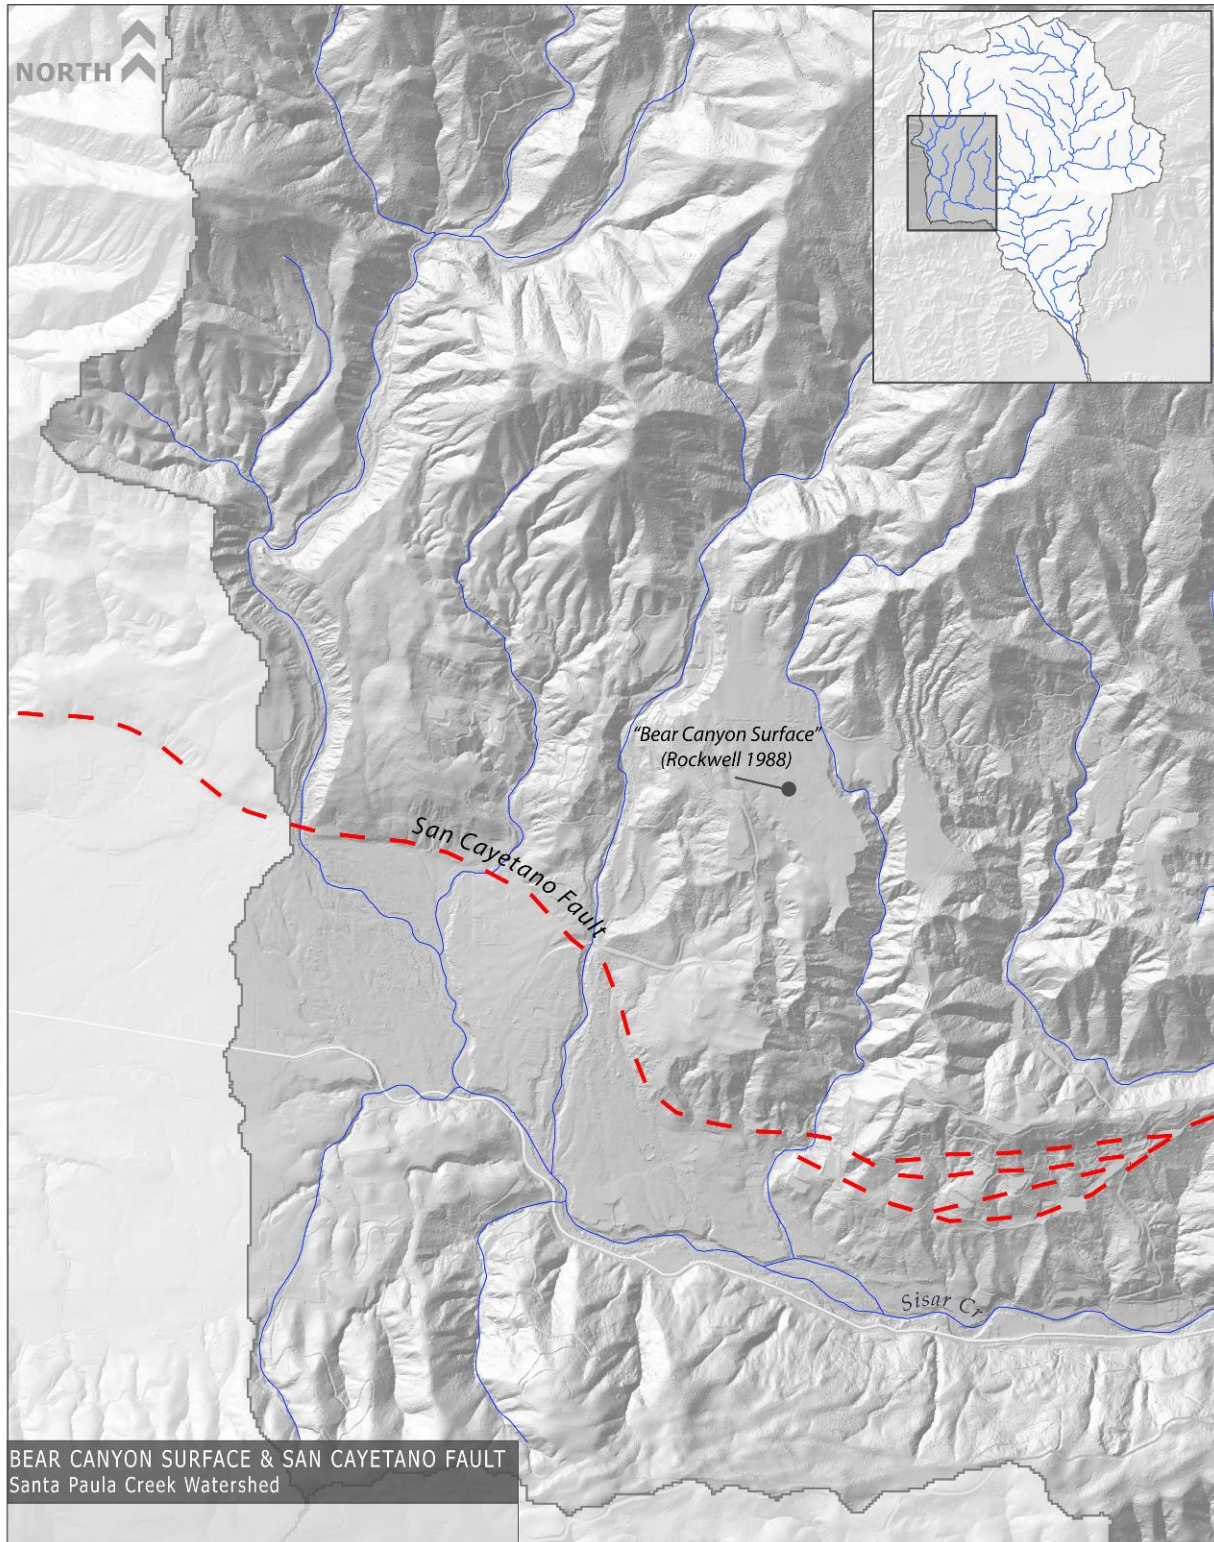 NORTH
"Bear Canyon Surface"
(Rockwell 1988)
San Cayetano Fault
Sisar Cr
BEAR CANYON SURFACE & SAN CAYETANO FAULT
Santa Paula Creek Watershed